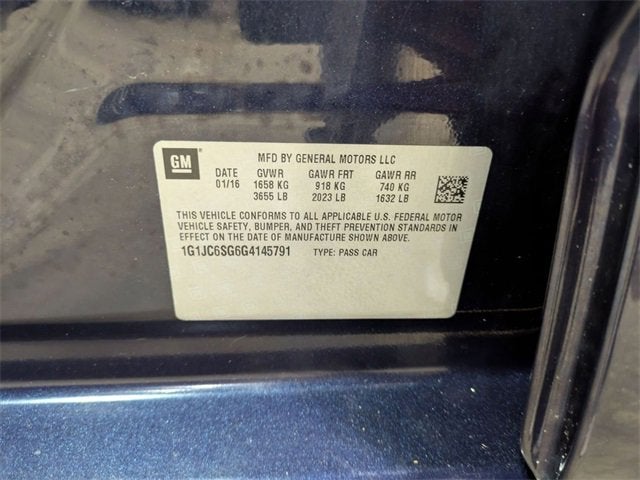 GM
MFD BY GENERAL MOTORS LLC
DATE GVWR GAWR FRT GAWR RR
01/16 1658 KG 918 KG 740 KG
3655 LB 2023 LB 1632 LB
THIS VEHICLE CONFORMS TO ALL APPLICABLE U.S. FEDERAL MOTOR
VEHICLE SAFETY, BUMPER, AND THEFT PREVENTION STANDARDS IN
EFFECT ON THE DATE OF MANUFACTURE SHOWN ABOVE.
1G1JC6SG6G4145791 TYPE: PASS CAR